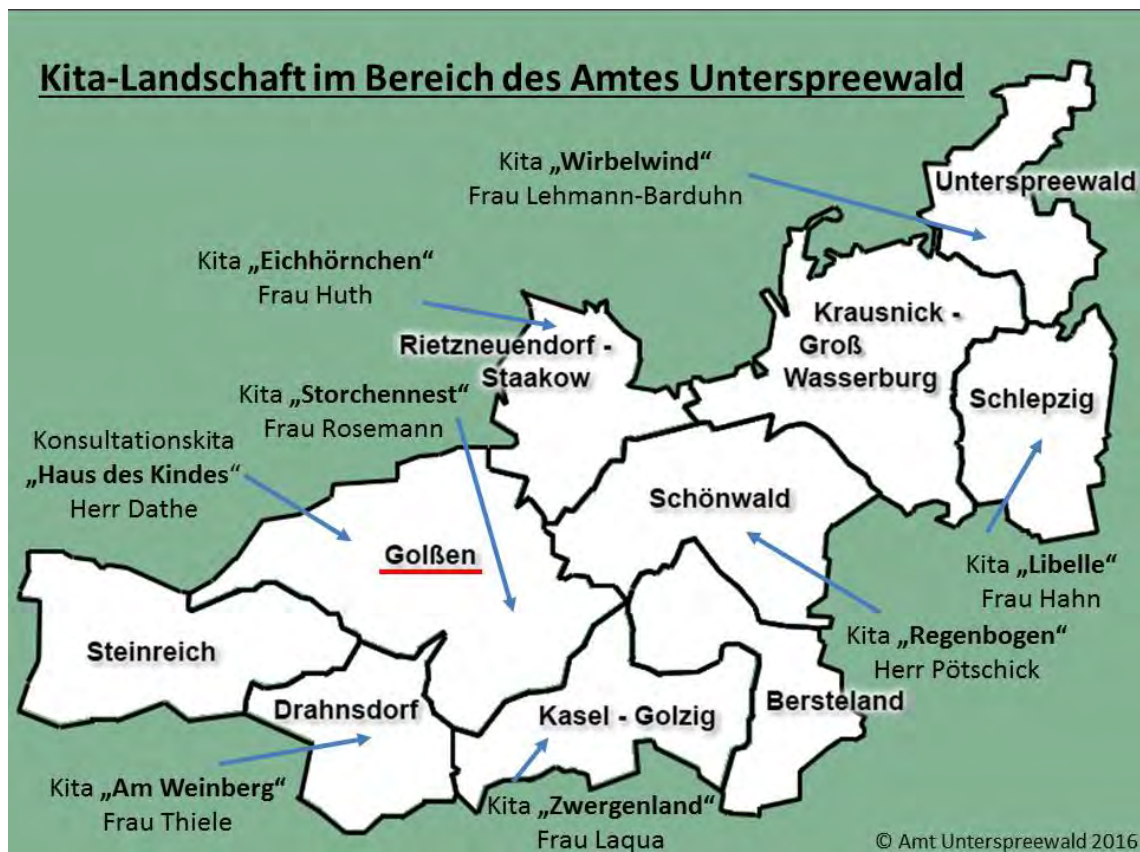 Kita-Landschaft im Bereich des Amtes Unterspreewald
Kita „Wirbelwind“
Frau Lehmann-Barduhn
Unterspreewald
Kita „Eichhörnchen“
Frau Huth
Krausnick -
Groß
Wasserburg
Rietzneuendorf -
Staakow
Schlepzig
Kita „Storchennest“
Frau Rosemann
Konsultationskita
„Haus des Kindes“
Herr Dathe
Schönwald
Golßen
Kita „Libelle“
Frau Hahn
Kita „Regenbogen“
Herr Pötschick
Steinreich
Drahnsdorf
Kasel - Golzig
Bersteland
Kita „Am Weinberg“
Frau Thiele
Kita „Zwergenland“
Frau Laqua
© Amt Unterspreewald 2016